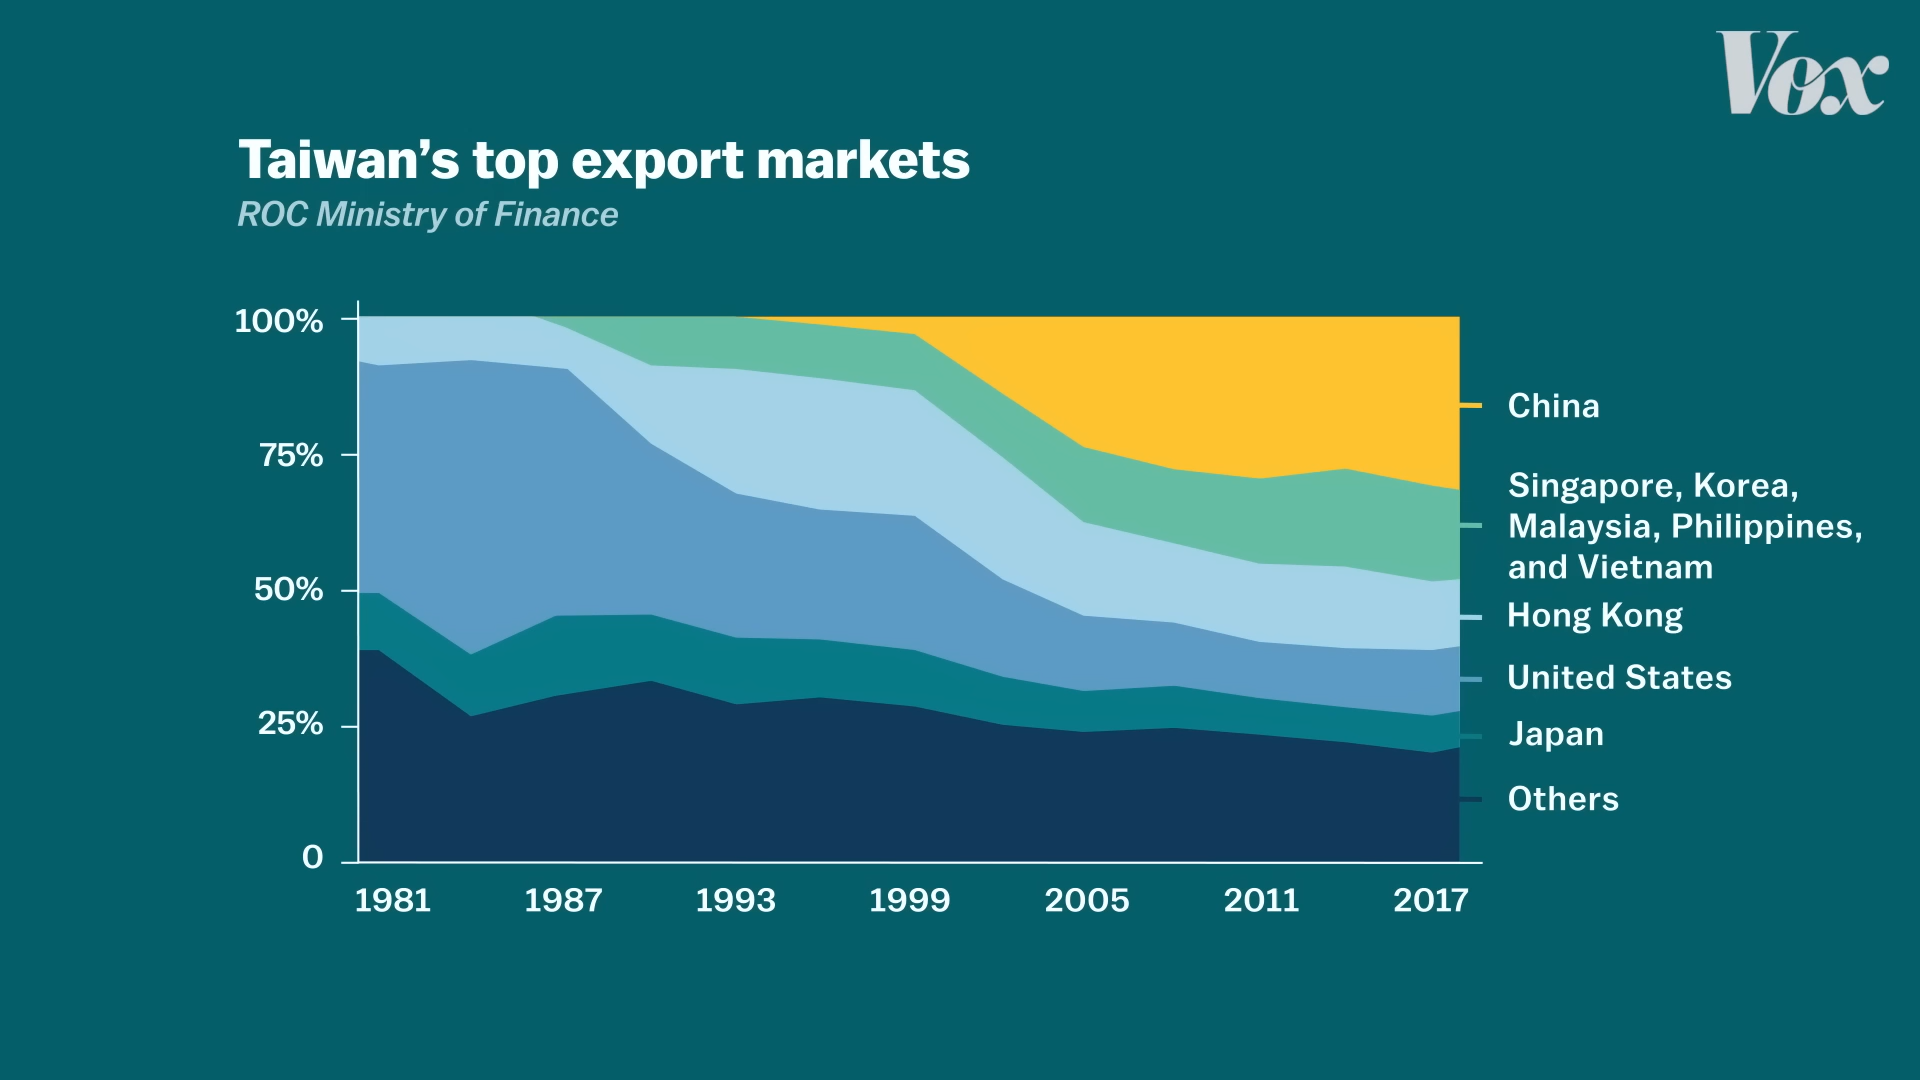 Vox
Taiwan’s top export markets
ROC Ministry of Finance
100%
75%
50%
25%
0
1981 1987 1993 1999 2005 2011 2017
China
Singapore, Korea,
Malaysia, Philippines,
and Vietnam
Hong Kong
United States
Japan
Others